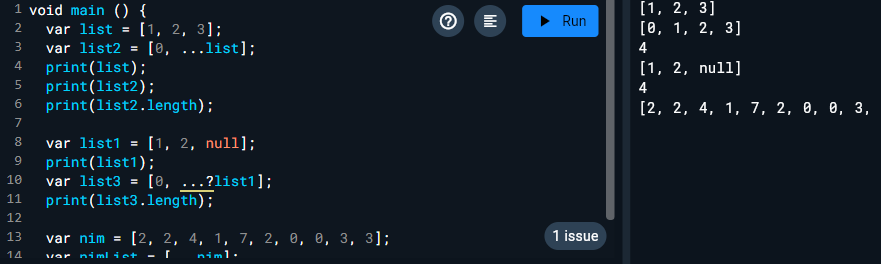 1 void main () {
2 var list = [1, 2, 3];
3 var list2 = [0, ...list];
4 print(list);
5 print(list2);
6 print(list2.length);
7
8 var list1 = [1, 2, null];
9 print(list1);
10 var list3 = [0, ...?list1];
11 print(list3.length);
12
13 var nim = [2, 2, 4, 1, 7, 2, 0, 0, 3, 3];
14 var nimList = [...nim];
Run
1 issue
[1, 2, 3]
[0, 1, 2, 3]
4
[1, 2, null]
4
[2, 2, 4, 1, 7, 2, 0, 0, 3,